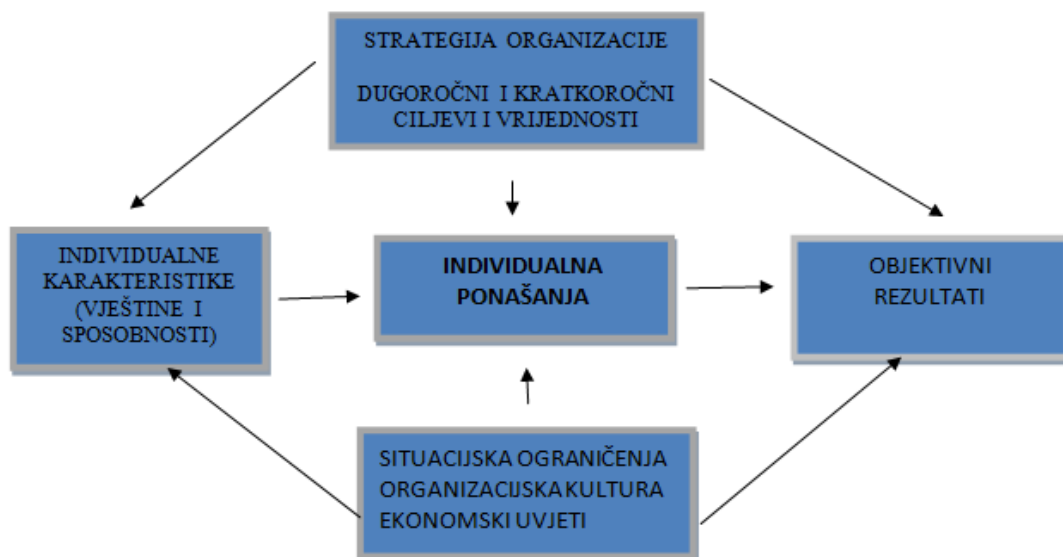 STRATEGIJA ORGANIZACIJE
DUGOROČNI I KRATKOROČNI
CILJEVI I VRIJEDNOSTI
INDIVIDUALNE
KARAKTERISTIKE
(VJEŠTINE I
SPOSOBNOSTI)
INDIVIDUALNA
PONAŠANJA
OBJEKTIVNI
REZULTATI
SITUACIJSKA OGRANIČENJA
ORGANIZACIJSKA KULTURA
EKONOMSKI UVJETI